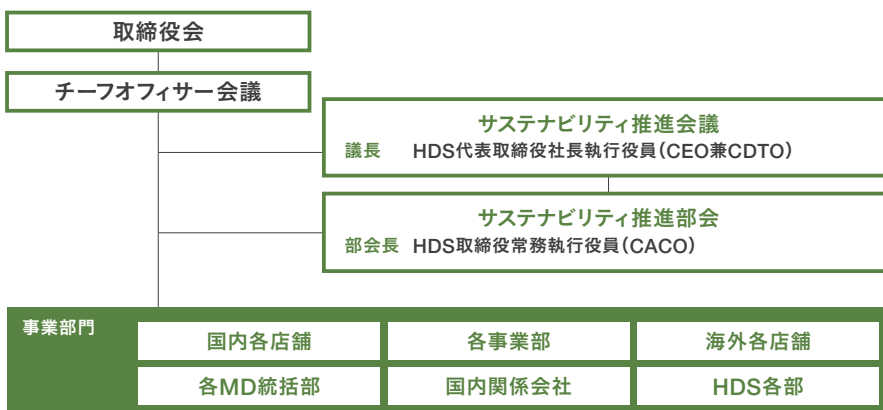 取締役会
チーフオフィサー会議
サステナビリティ推進会議
議長 HDS代表取締役社長執行役員（CEO兼CDTO）
サステナビリティ推進部会
部会長 HDS取締役常務執行役員（CACO）
事業部門
国内各店舗 各事業部 海外各店舗
各MD統括部 国内関係会社 HDS各部